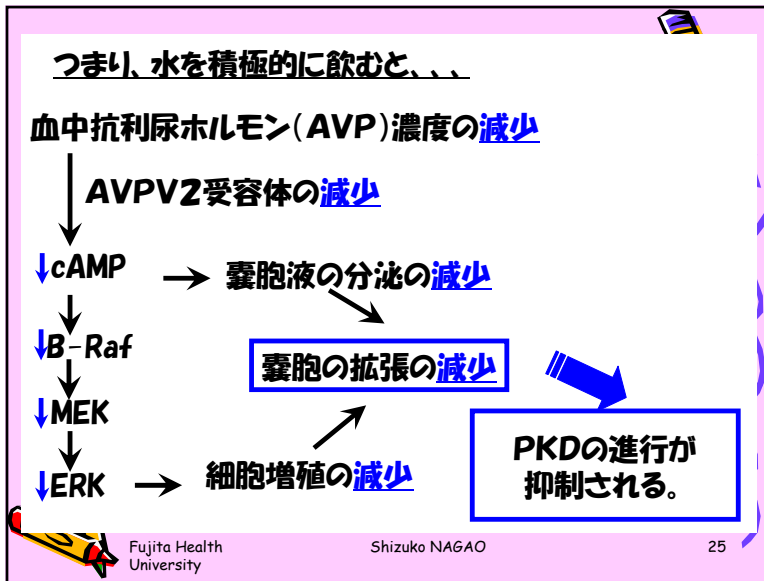 つまり、水を積極的に飲むと、、、
血中抗利尿ホルモン（AVP）濃度の減少
AVPV2受容体の減少
↓cAMP → 嚢胞液の分泌の減少
↓B-Raf
嚢胞の拡張の減少
↓MEK
PKDの進行が
抑制される。
↓ERK → 細胞増殖の減少
Fujita Health
University
Shizuko NAGAO
25